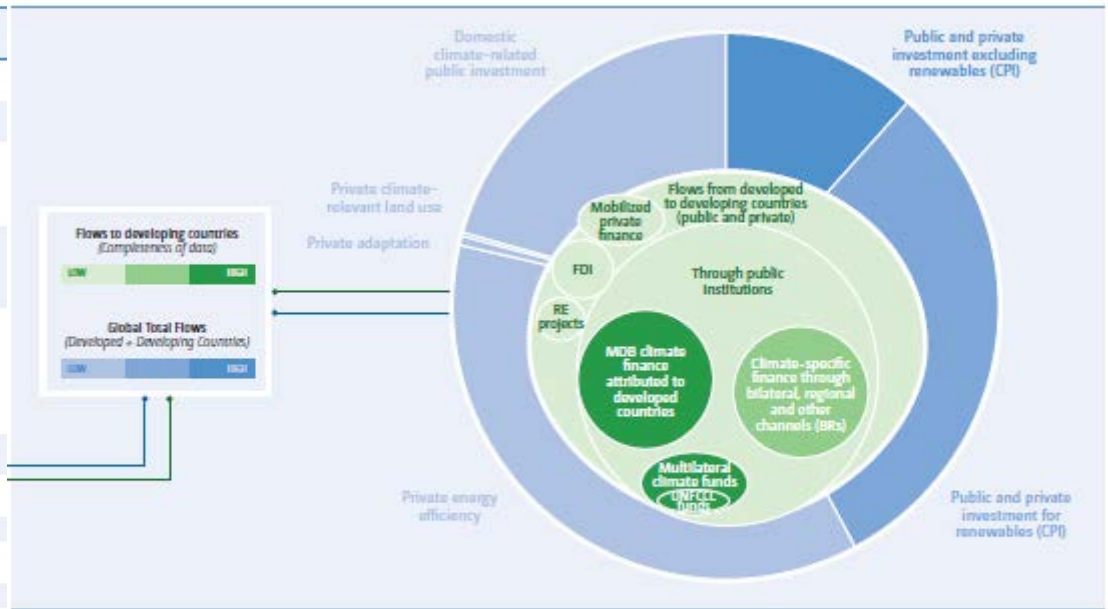 Domestic
climate-related
public investment
Public and private
investment excluding
renewables (CPI)
Private climate-
relevant land use
Private adaptation
Flows from developed
to developing countries
(public and private)
Mobilized
private
finance
FDI
RE
projects
Through public
institutions
MDB climate
finance
attributed to
developed
countries
Climate-specific
finance through
bilateral, regional
and other
channels (BRs)
Multilateral
climate funds
UNFCCC
funds
Flows to developing countries
(Completeness of data)
LOW HIGH
Global Total Flows
(Developed + Developing Countries)
LOW HIGH
Private energy
efficiency
Public and private
investment for
renewables (CPI)